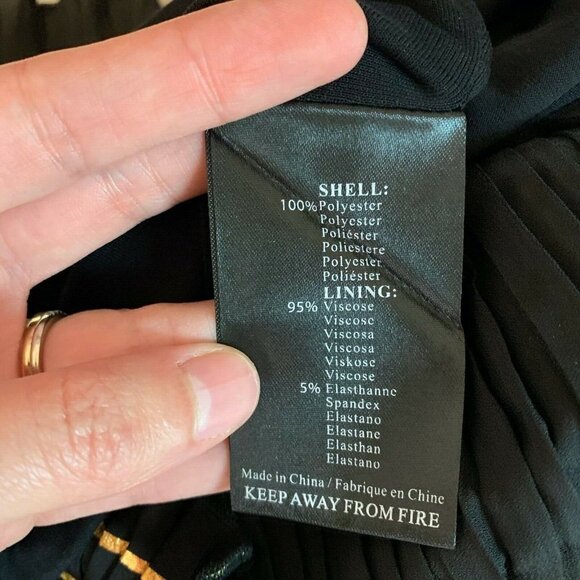 SHELL:
100% Polyester
Polyester
Poliéster
Poliestere
Polyester
Poliéster
LINING:
95% Viscose
Viscose
Viscosa
Viscosa
Viskose
Viscose
5% Elasthanne
Spandex
Elastano
Elastane
Elasthan
Elastano
Made in China / Fabrique en Chine
KEEP AWAY FROM FIRE